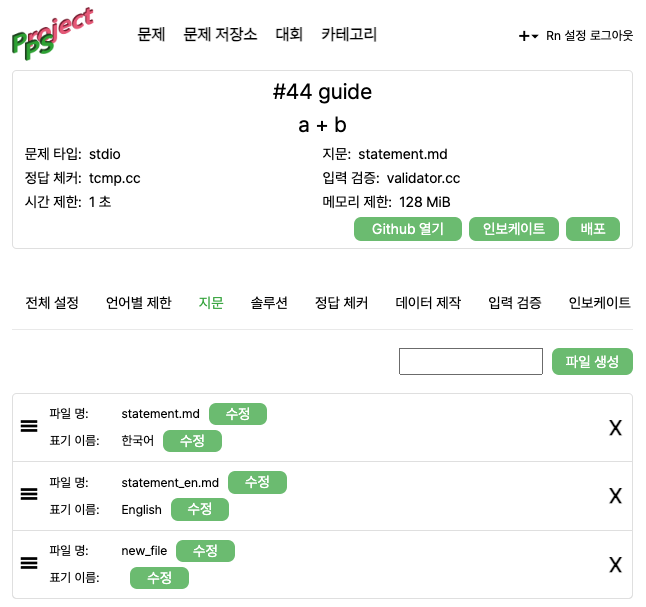 Project
PPS
문제 문제 저장소 대회 카테고리
+ Rn 설정 로그아웃
#44 guide
a + b
문제 타입: stdio
지문: statement.md
정답 체커: tcmp.cc
입력 검증: validator.cc
시간 제한: 1 초
메모리 제한: 128 MiB
Github 열기 인보케이트 배포
전체 설정 언어별 제한 지문 솔루션 정답 체커 데이터 제작 입력 검증 인보케이트
파일 생성
파일 명: statement.md 수정
표기 이름: 한국어 수정
X
파일 명: statement_en.md 수정
표기 이름: English 수정
X
파일 명: new_file 수정
표기 이름: 수정
X